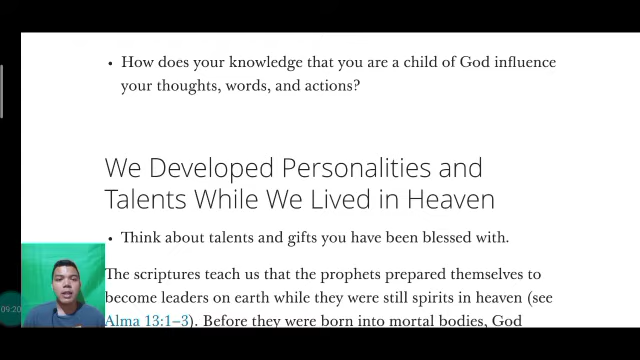 • How does your knowledge that you are a child of God influence
your thoughts, words, and actions?
We Developed Personalities and
Talents While We Lived in Heaven
• Think about talents and gifts you have been blessed with.
The scriptures teach us that the prophets prepared themselves to
become leaders on earth while they were still spirits in heaven (see
Alma 13:1–3). Before they were born into mortal bodies, God
09:20